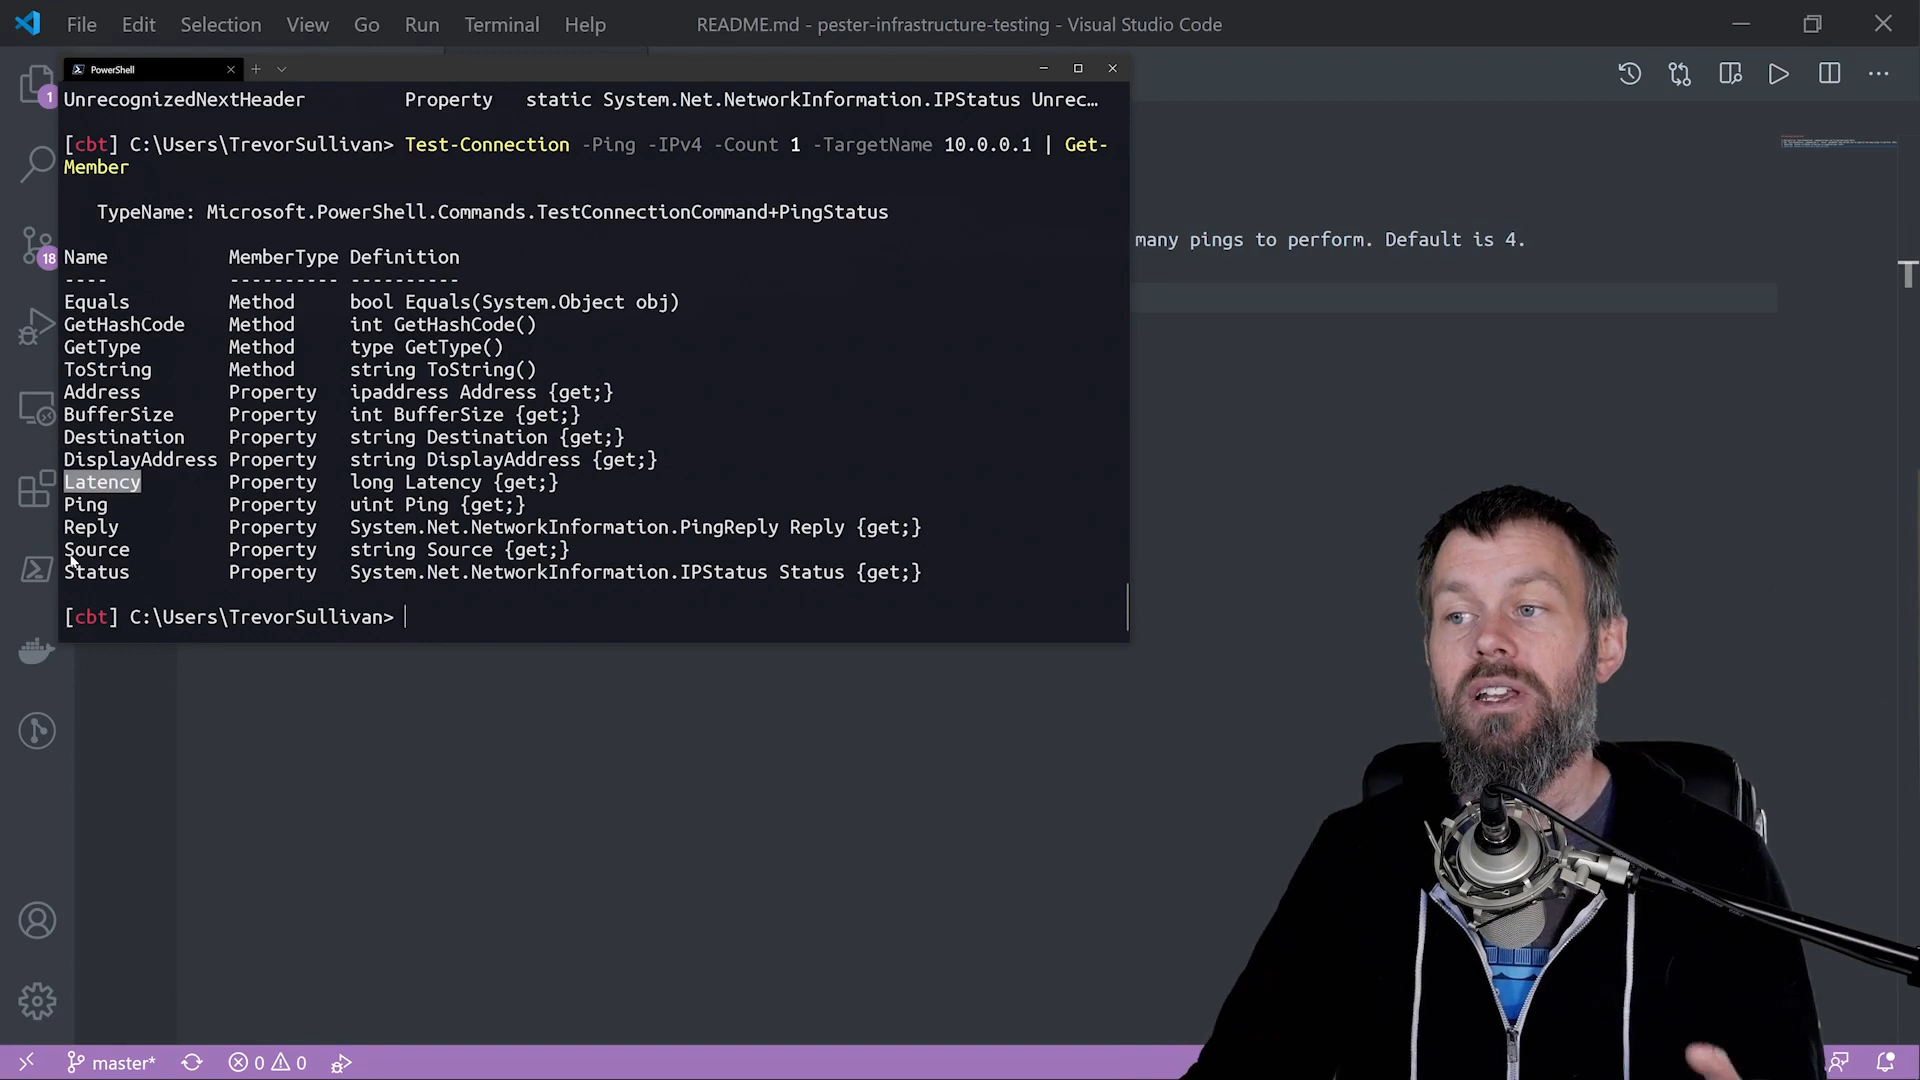 File Edit Selection View Go Run Terminal Help README.md - pester-infrastructure-testing - Visual Studio Code
PowerShell
1
18
UnrecognizedNextHeader Property static System.Net.NetworkInformation.IPStatus Unrec…
[cbt] C:\Users\TrevorSullivan> Test-Connection -Ping -IPv4 -Count 1 -TargetName 10.0.0.1 | Get-
Member
TypeName: Microsoft.PowerShell.Commands.TestConnectionCommand+PingStatus
many pings to perform. Default is 4.
Name MemberType Definition
---- ---------- ----------
Equals Method bool Equals(System.Object obj)
GetHashCode Method int GetHashCode()
GetType Method type GetType()
ToString Method string ToString()
Address Property ipaddress Address {get;}
BufferSize Property int BufferSize {get;}
Destination Property string Destination {get;}
DisplayAddress Property string DisplayAddress {get;}
Latency Property long Latency {get;}
Ping Property uint Ping {get;}
Reply Property System.Net.NetworkInformation.PingReply Reply {get;}
Source Property string Source {get;}
Status Property System.Net.NetworkInformation.IPStatus Status {get;}
[cbt] C:\Users\TrevorSullivan>
master* 0 0